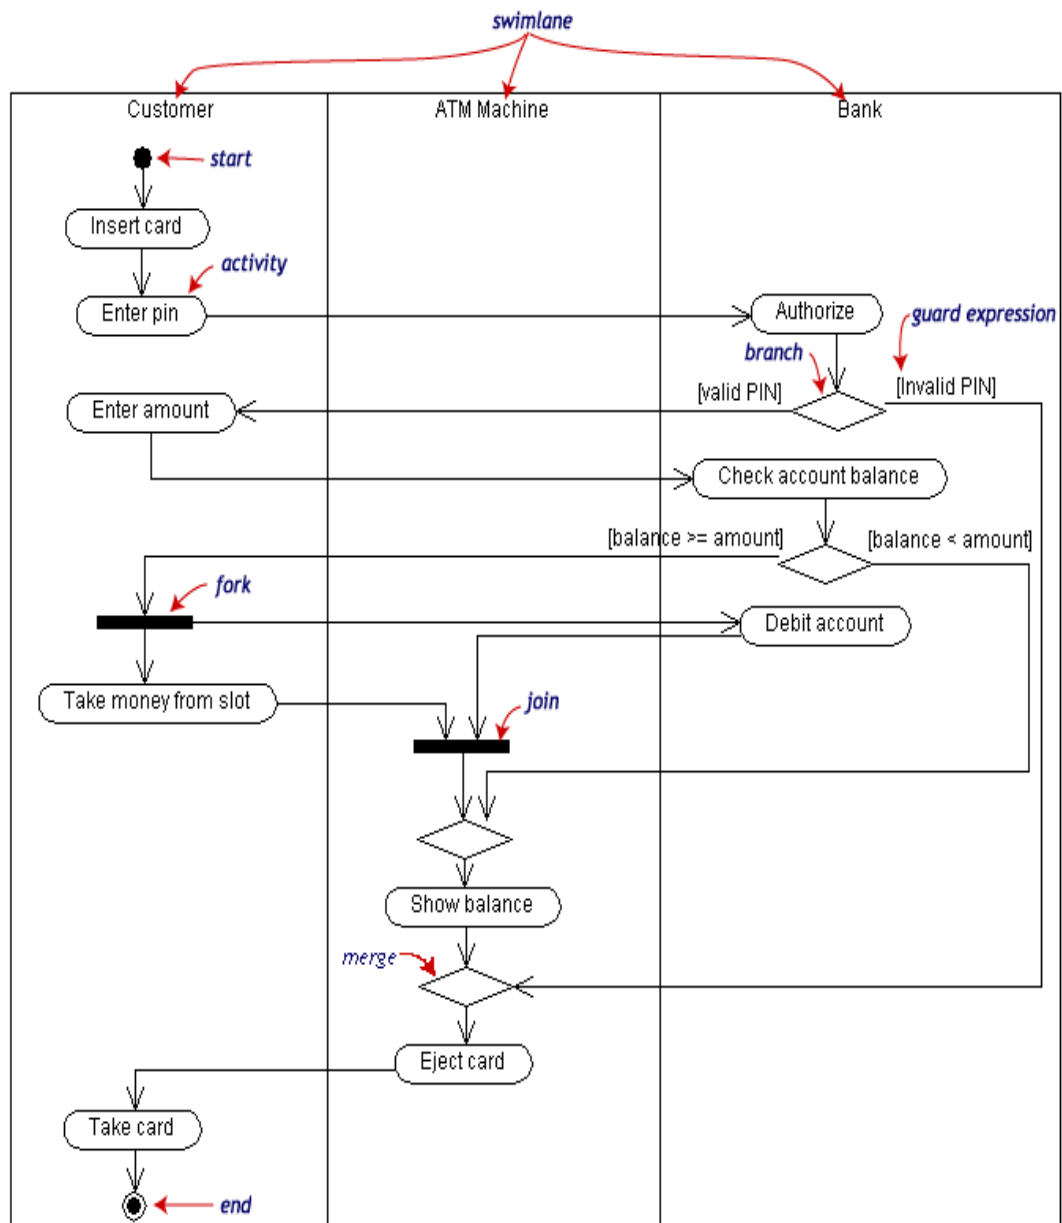 swimlane
Customer
ATM Machine
Bank
start
Insert card
activity
Enter pin
Authorize
guard expression
branch
[valid PIN]
[Invalid PIN]
Enter amount
Check account balance
[balance >= amount]
[balance < amount]
fork
Debit account
Take money from slot
join
Show balance
merge
Eject card
Take card
end